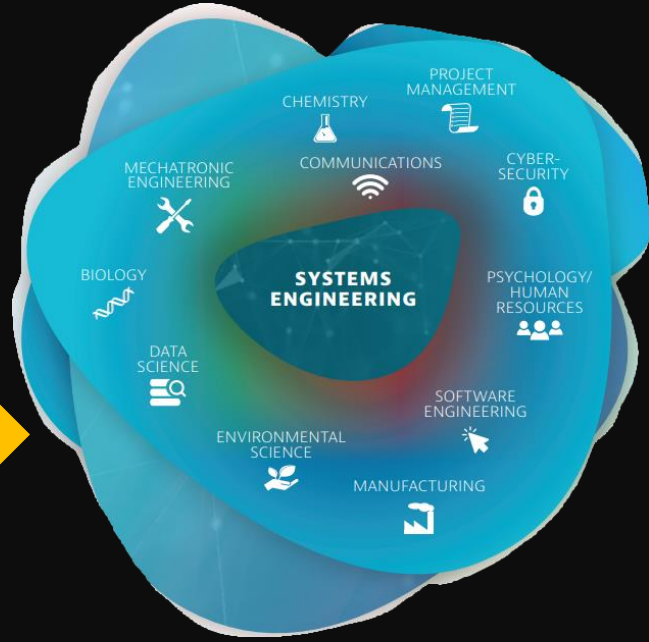 PROJECT
MANAGEMENT
CHEMISTRY
COMMUNICATIONS
CYBER-
SECURITY
MECHATRONIC
ENGINEERING
BIOLOGY
SYSTEMS
ENGINEERING
PSYCHOLOGY/
HUMAN
RESOURCES
DATA
SCIENCE
SOFTWARE
ENGINEERING
ENVIRONMENTAL
SCIENCE
MANUFACTURING